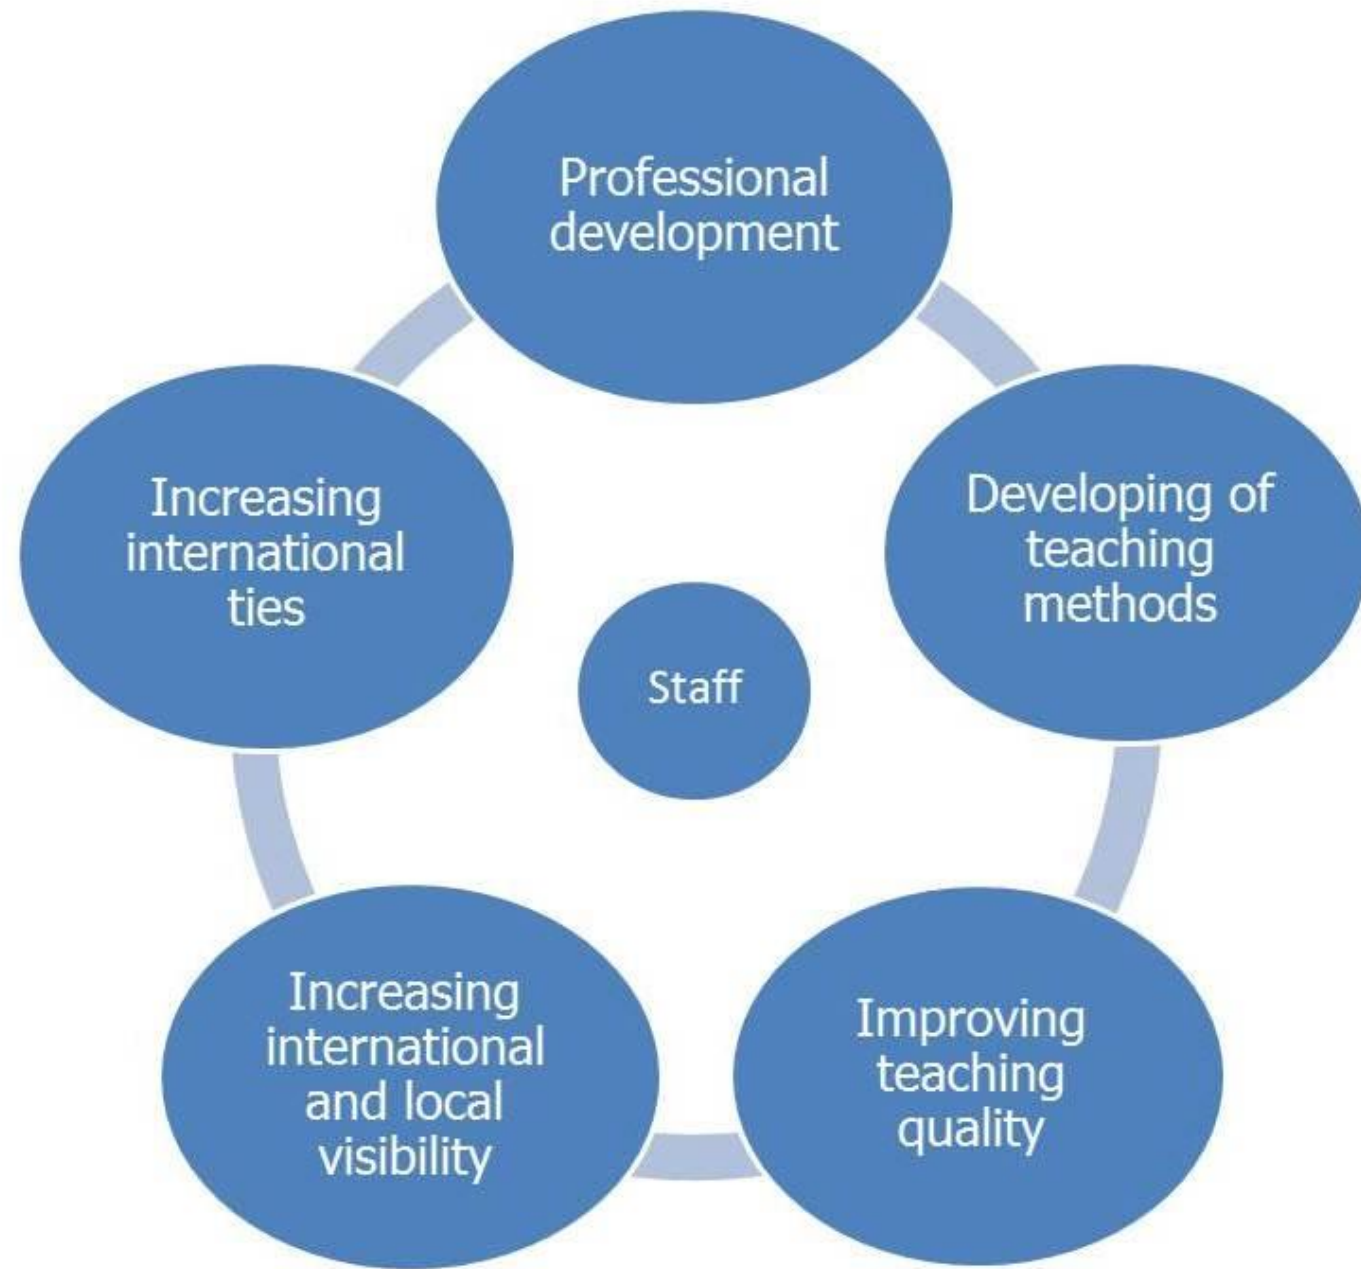 Professional
development
Developing of
teaching
methods
Improving
teaching
quality
Increasing
international
and local
visibility
Increasing
international
ties
Staff